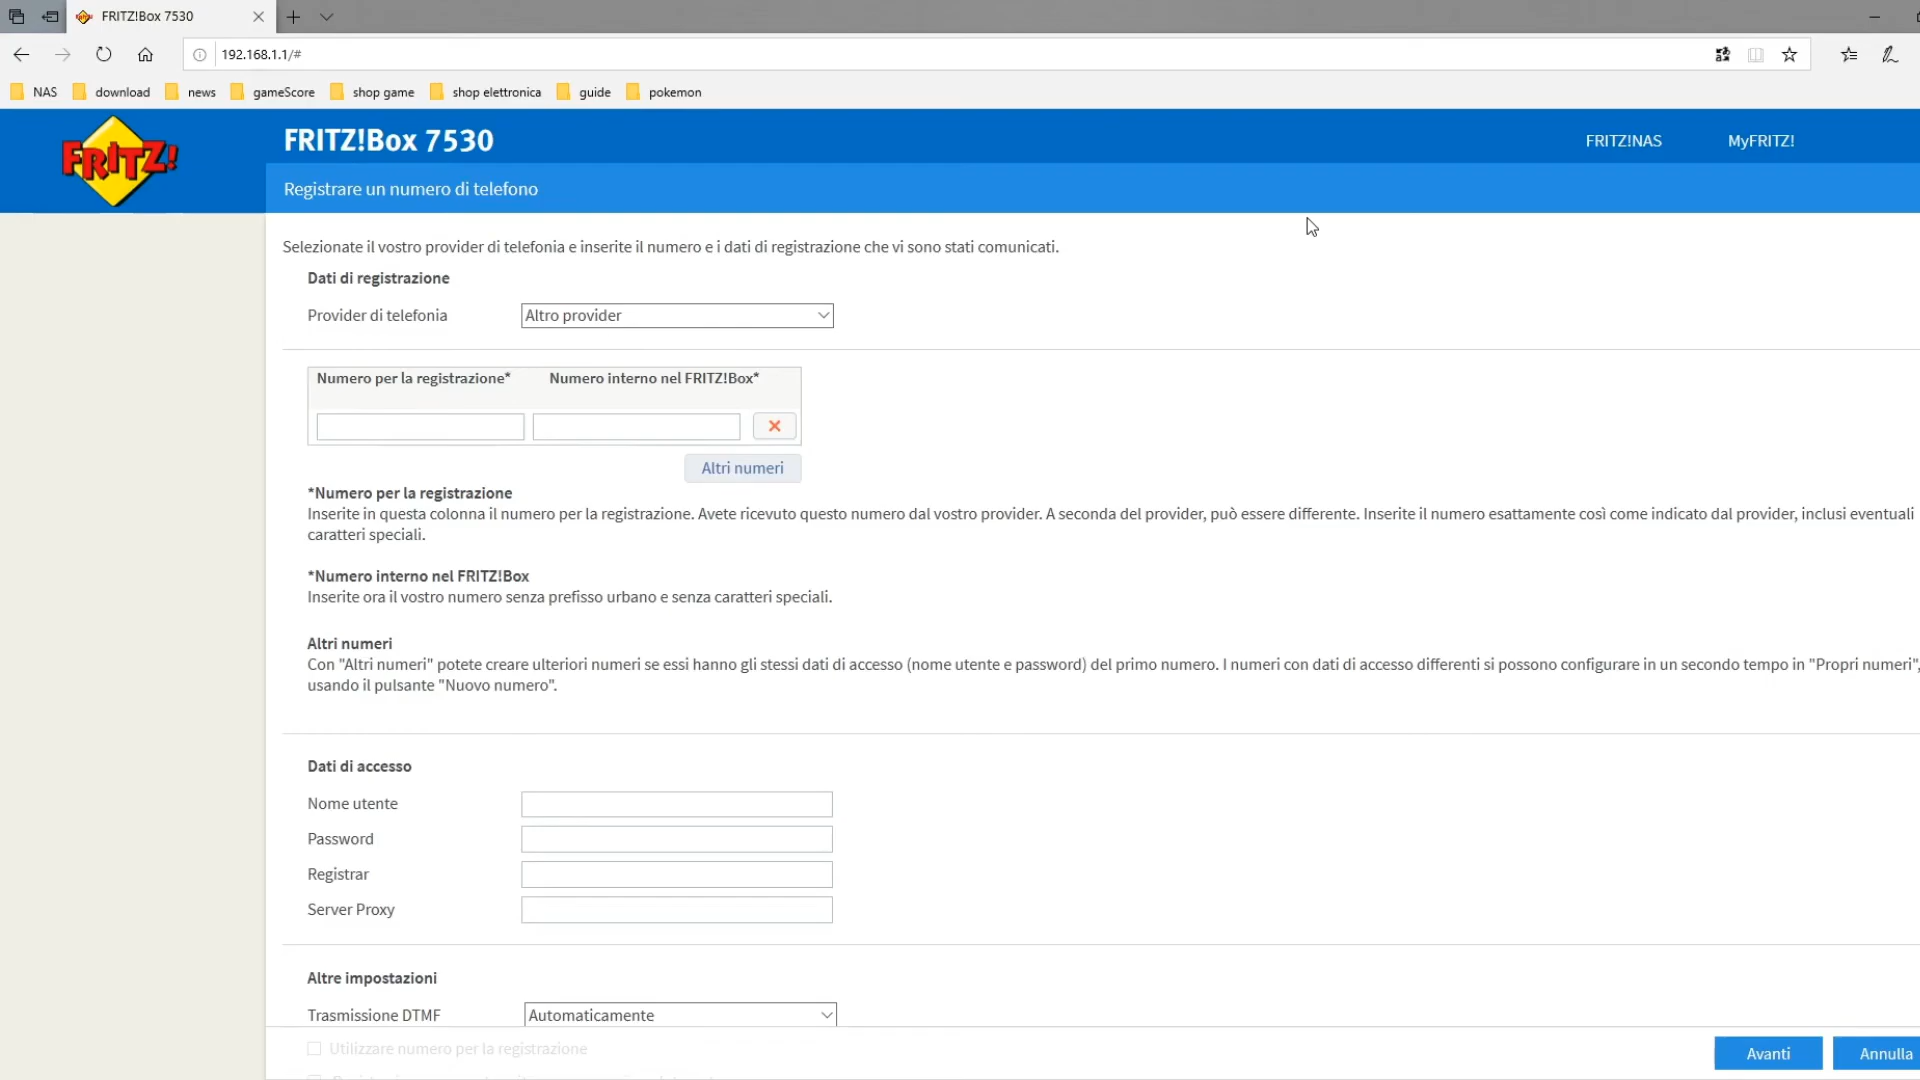 FRITZ!Box 7530
192.168.1.1/#
NAS download news gameScore shop game shop elettronica guide pokemon
FRITZ!
FRITZ!Box 7530
FRITZ!NAS MyFRITZ!
Registrare un numero di telefono
Selezionate il vostro provider di telefonia e inserite il numero e i dati di registrazione che vi sono stati comunicati.
Dati di registrazione
Provider di telefonia Altro provider
Numero per la registrazione* Numero interno nel FRITZ!Box*
Altri numeri
*Numero per la registrazione
Inserite in questa colonna il numero per la registrazione. Avete ricevuto questo numero dal vostro provider. A seconda del provider, può essere differente. Inserite il numero esattamente così come indicato dal provider, inclusi eventuali
caratteri speciali.
*Numero interno nel FRITZ!Box
Inserite ora il vostro numero senza prefisso urbano e senza caratteri speciali.
Altri numeri
Con "Altri numeri" potete creare ulteriori numeri se essi hanno gli stessi dati di accesso (nome utente e password) del primo numero. I numeri con dati di accesso differenti si possono configurare in un secondo tempo in "Propri numeri",
usando il pulsante "Nuovo numero".
Dati di accesso
Nome utente
Password
Registrar
Server Proxy
Altre impostazioni
Trasmissione DTMF Automaticamente
Utilizzare numero per la registrazione
Avanti Annulla